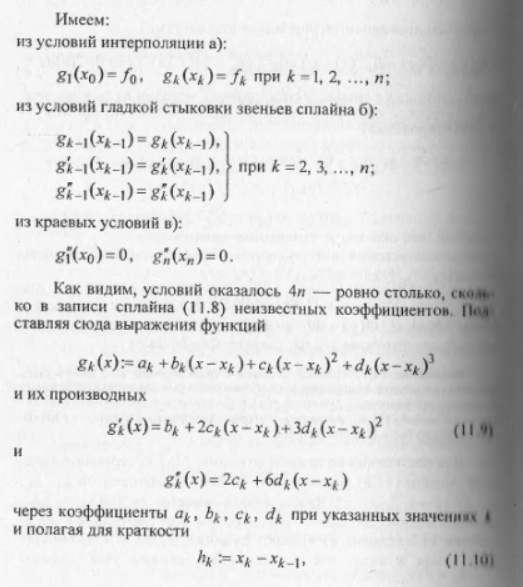 Имеем:
из условий интерполяции а):
g₁(x₀) = f₀, gₖ(xₖ) = fₖ при k = 1, 2, ..., n;
из условий гладкой стыковки звеньев сплайна б):
gₖ₋₁(xₖ₋₁) = gₖ(xₖ₋₁),
g′ₖ₋₁(xₖ₋₁) = g′ₖ(xₖ₋₁), } при k = 2, 3, ..., n;
g″ₖ₋₁(xₖ₋₁) = g″ₖ(xₖ₋₁)
из краевых условий в):
g″₁(x₀) = 0, g″ₙ(xₙ) = 0.
Как видим, условий оказалось 4n — ровно столько, сколь-
ко в записи сплайна (11.8) неизвестных коэффициентов. Под
ставляя сюда выражения функций
gₖ(x) := aₖ + bₖ(x − xₖ) + cₖ(x − xₖ)² + dₖ(x − xₖ)³
и их производных
g′ₖ(x) = bₖ + 2cₖ(x − xₖ) + 3dₖ(x − xₖ)² (11.9)
и
g″ₖ(x) = 2cₖ + 6dₖ(x − xₖ)
через коэффициенты aₖ, bₖ, cₖ, dₖ при указанных значениях k
и полагая для краткости
hₖ := xₖ − xₖ₋₁, (11.10)